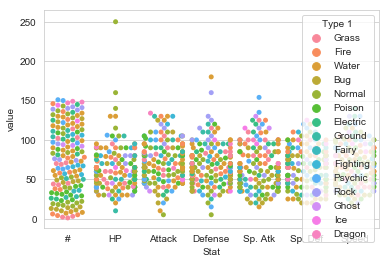 250
200
150
100
50
0
value
#
HP
Attack
Defense
Sp. Atk
Stat
Type 1
Grass
Fire
Water
Bug
Normal
Poison
Electric
Ground
Fairy
Fighting
Psychic
Rock
Ghost
Ice
Dragon